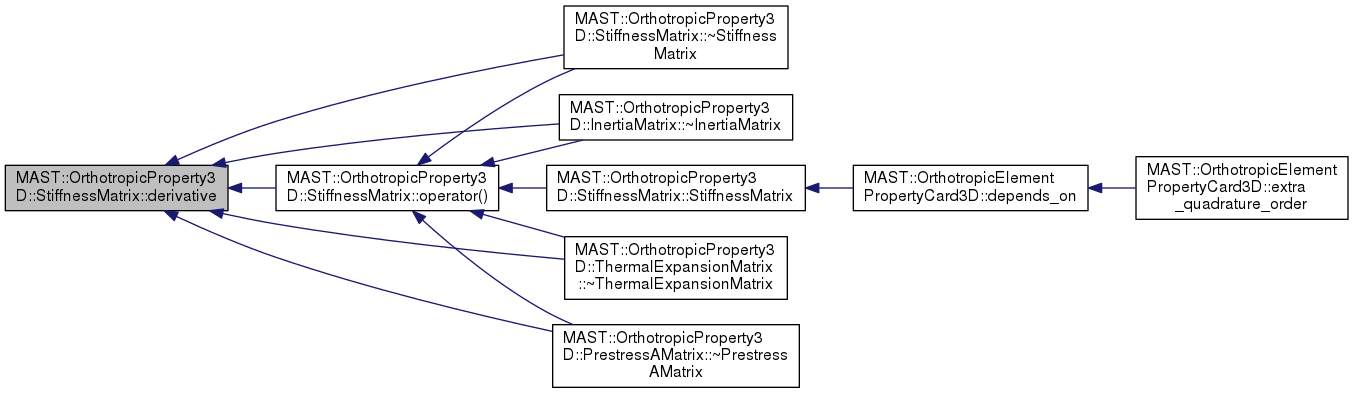 MAST::OrthotropicProperty3
D::StiffnessMatrix::~Stiffness
Matrix
MAST::OrthotropicProperty3
D::InertiaMatrix::~InertiaMatrix
MAST::OrthotropicProperty3
D::StiffnessMatrix::derivative
MAST::OrthotropicProperty3
D::StiffnessMatrix::operator()
MAST::OrthotropicProperty3
D::StiffnessMatrix::StiffnessMatrix
MAST::OrthotropicElement
PropertyCard3D::depends_on
MAST::OrthotropicElement
PropertyCard3D::extra
_quadrature_order
MAST::OrthotropicProperty3
D::ThermalExpansionMatrix
::~ThermalExpansionMatrix
MAST::OrthotropicProperty3
D::PrestressAMatrix::~Prestress
AMatrix